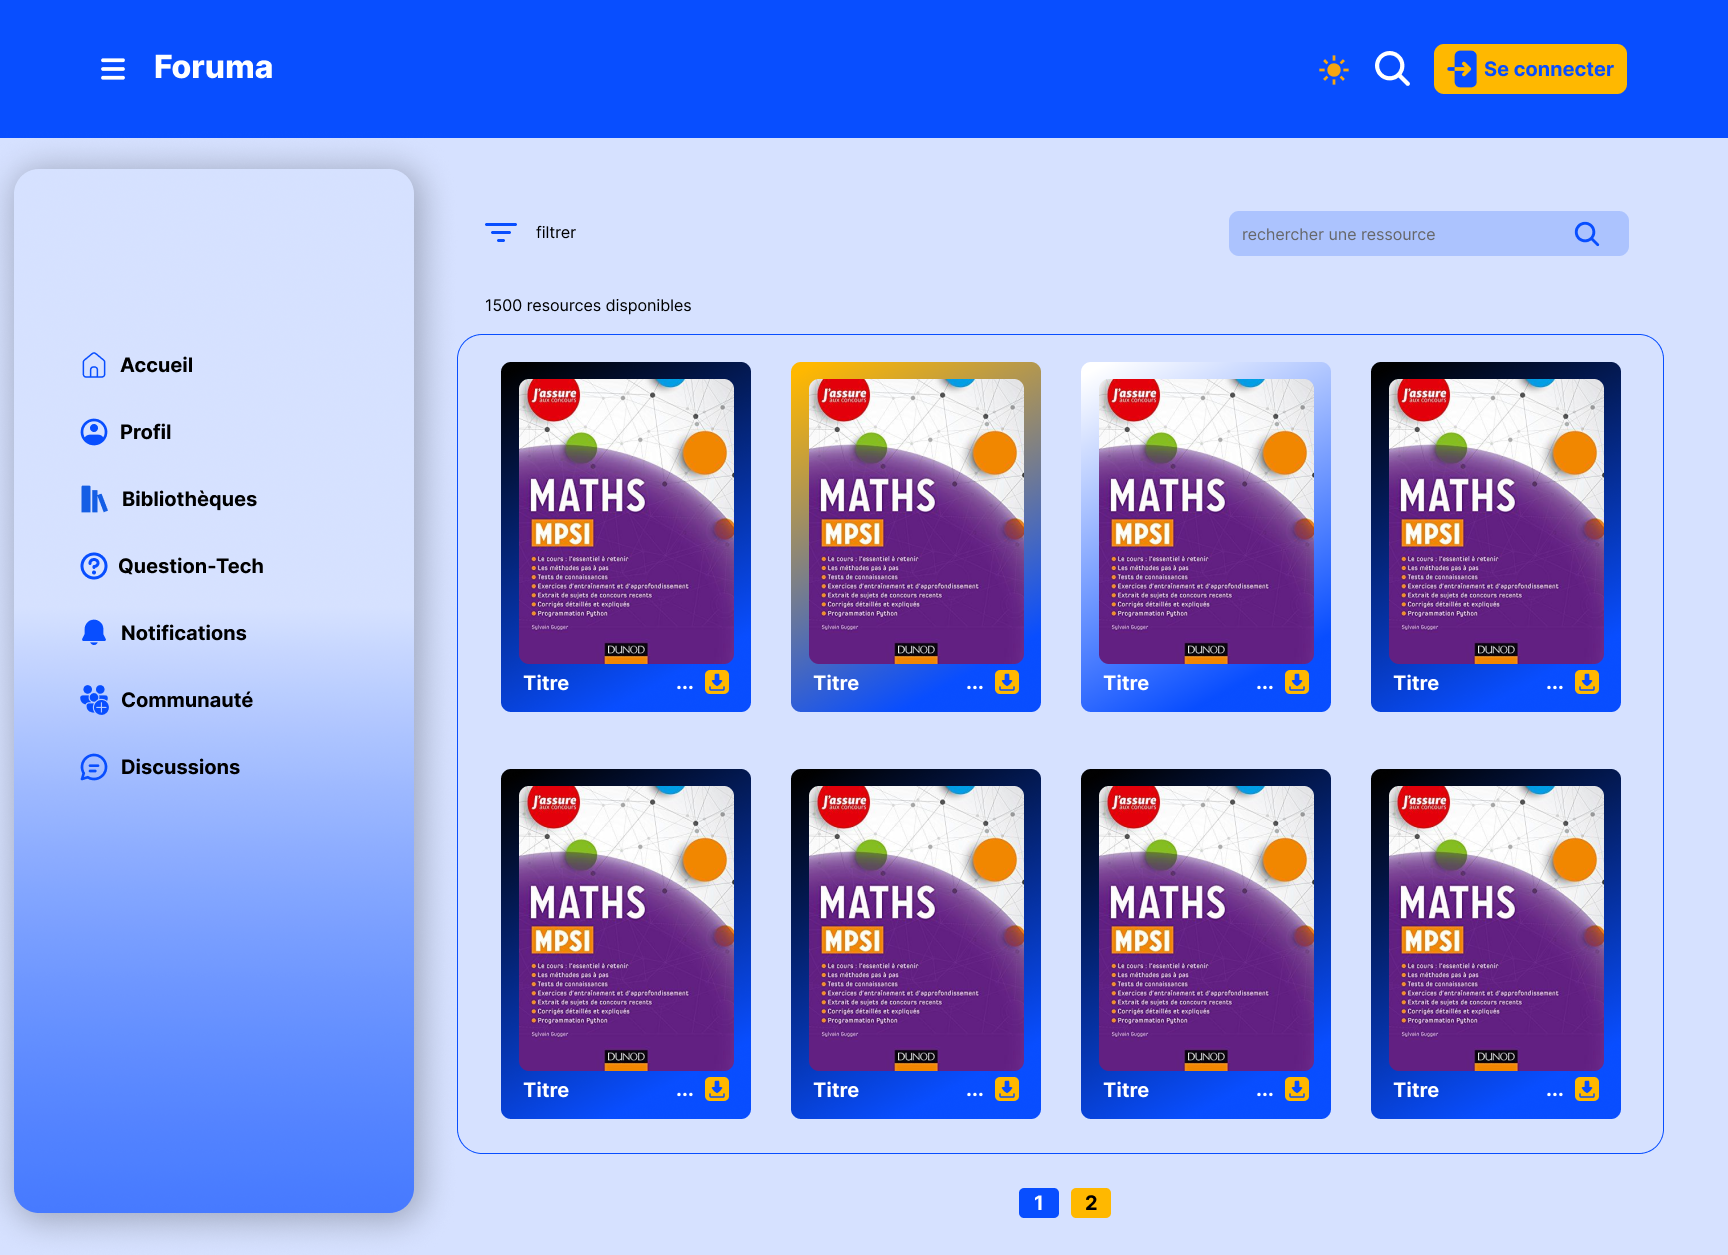 Foruma
Se connecter
filtrer
rechercher une ressource
1500 resources disponibles
Accueil
Profil
Bibliothèques
Question-Tech
Notifications
Communauté
Discussions
J'assure
aux concours
MATHS
MPSI
Le cours : l'essentiel à retenir
Les méthodes pas à pas
Tests de connaissances
Exercices d'entraînement et d'approfondissement
Extrait de sujets de concours recents
Corrigés détaillés et expliqués
Programmation Python
Sylvain Gugger
DUNOD
Titre ...
J'assure
aux concours
MATHS
MPSI
Le cours : l'essentiel à retenir
Les méthodes pas à pas
Tests de connaissances
Exercices d'entraînement et d'approfondissement
Extrait de sujets de concours recents
Corrigés détaillés et expliqués
Programmation Python
Sylvain Gugger
DUNOD
Titre ...
J'assure
aux concours
MATHS
MPSI
Le cours : l'essentiel à retenir
Les méthodes pas à pas
Tests de connaissances
Exercices d'entraînement et d'approfondissement
Extrait de sujets de concours recents
Corrigés détaillés et expliqués
Programmation Python
Sylvain Gugger
DUNOD
Titre ...
J'assure
aux concours
MATHS
MPSI
Le cours : l'essentiel à retenir
Les méthodes pas à pas
Tests de connaissances
Exercices d'entraînement et d'approfondissement
Extrait de sujets de concours recents
Corrigés détaillés et expliqués
Programmation Python
Sylvain Gugger
DUNOD
Titre ...
J'assure
aux concours
MATHS
MPSI
Le cours : l'essentiel à retenir
Les méthodes pas à pas
Tests de connaissances
Exercices d'entraînement et d'approfondissement
Extrait de sujets de concours recents
Corrigés détaillés et expliqués
Programmation Python
Sylvain Gugger
DUNOD
Titre ...
J'assure
aux concours
MATHS
MPSI
Le cours : l'essentiel à retenir
Les méthodes pas à pas
Tests de connaissances
Exercices d'entraînement et d'approfondissement
Extrait de sujets de concours recents
Corrigés détaillés et expliqués
Programmation Python
Sylvain Gugger
DUNOD
Titre ...
J'assure
aux concours
MATHS
MPSI
Le cours : l'essentiel à retenir
Les méthodes pas à pas
Tests de connaissances
Exercices d'entraînement et d'approfondissement
Extrait de sujets de concours recents
Corrigés détaillés et expliqués
Programmation Python
Sylvain Gugger
DUNOD
Titre ...
J'assure
aux concours
MATHS
MPSI
Le cours : l'essentiel à retenir
Les méthodes pas à pas
Tests de connaissances
Exercices d'entraînement et d'approfondissement
Extrait de sujets de concours recents
Corrigés détaillés et expliqués
Programmation Python
Sylvain Gugger
DUNOD
Titre ...
1 2